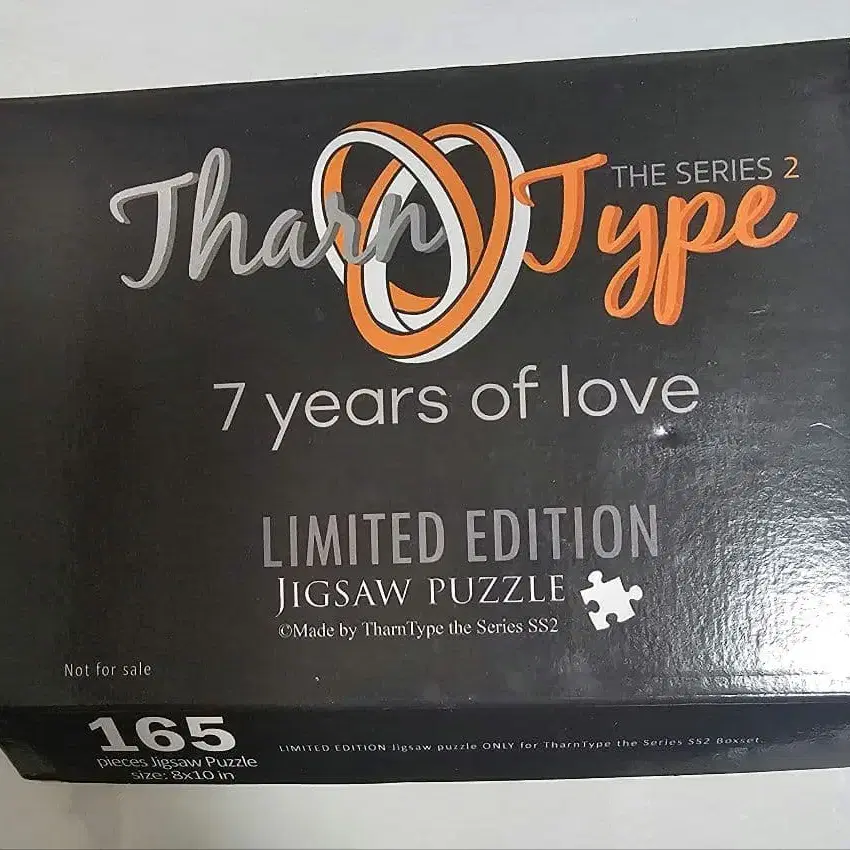 Tharn Type
THE SERIES 2
7 years of love
LIMITED EDITION
JIGSAW PUZZLE
©Made by TharnType the Series SS2
Not for sale
165
pieces Jigsaw Puzzle
size: 8x10 in
LIMITED EDITION Jigsaw puzzle ONLY for TharnType the Series SS2 Boxset.